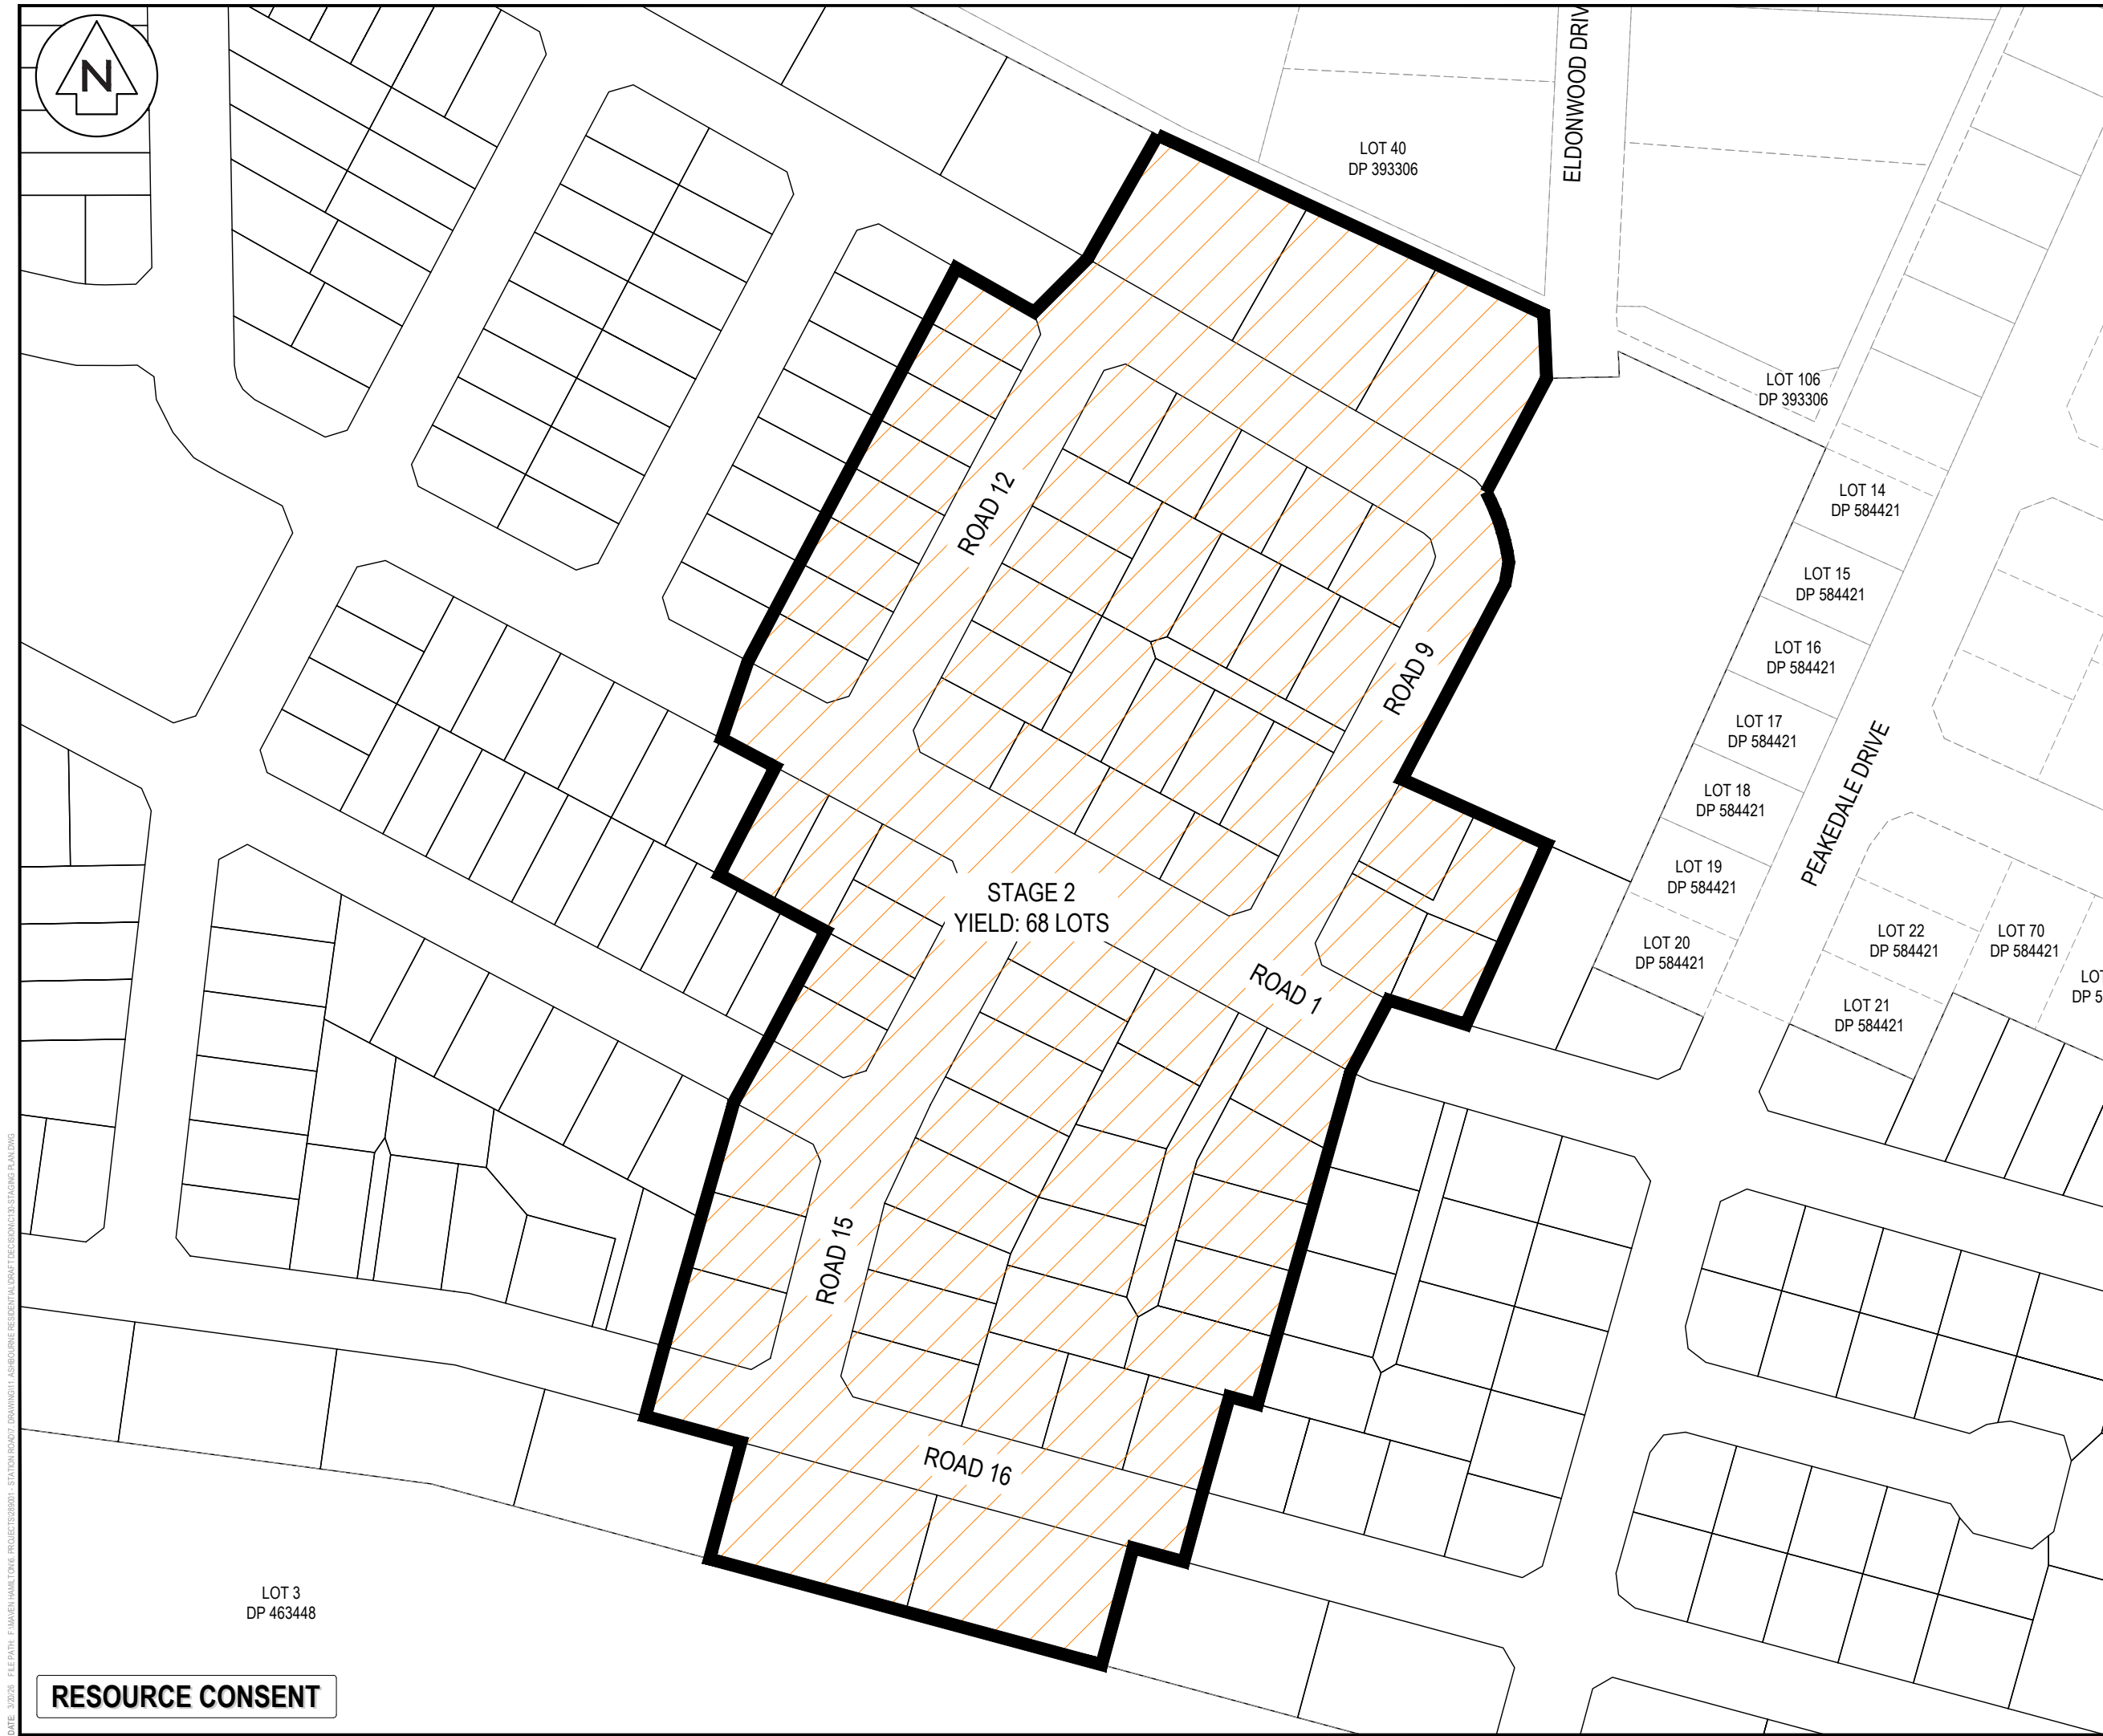 N
ELDONWOOD DRIV
LOT 40
DP 393306
LOT 106
DP 393306
LOT 14
DP 584421
LOT 15
DP 584421
LOT 16
DP 584421
LOT 17
DP 584421
LOT 18
DP 584421
LOT 19
DP 584421
LOT 20
DP 584421
PEAKEDALE DRIVE
LOT 22
DP 584421
LOT 70
DP 584421
LOT 21
DP 584421
LO
DP 5
ROAD 12
ROAD 9
STAGE 2
YIELD: 68 LOTS
ROAD 1
ROAD 15
ROAD 16
LOT 3
DP 463448
RESOURCE CONSENT